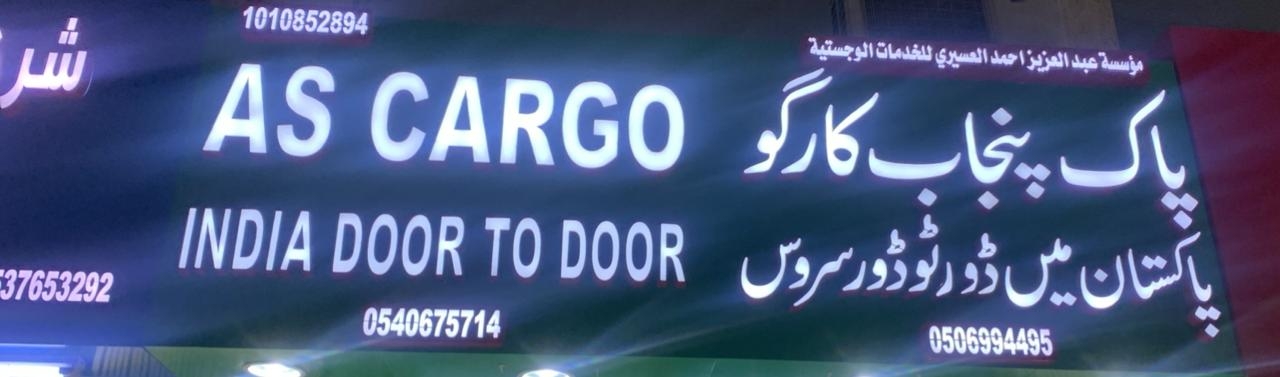 1010852894
AS CARGO
INDIA DOOR TO DOOR
0540675714
مؤسسة عبد العزيز احمد العسيري للخدمات الوجستية
پاک پنجاب کارگو
پاکستان میں ڈور ٹو ڈور سروس
0506994495
37653292